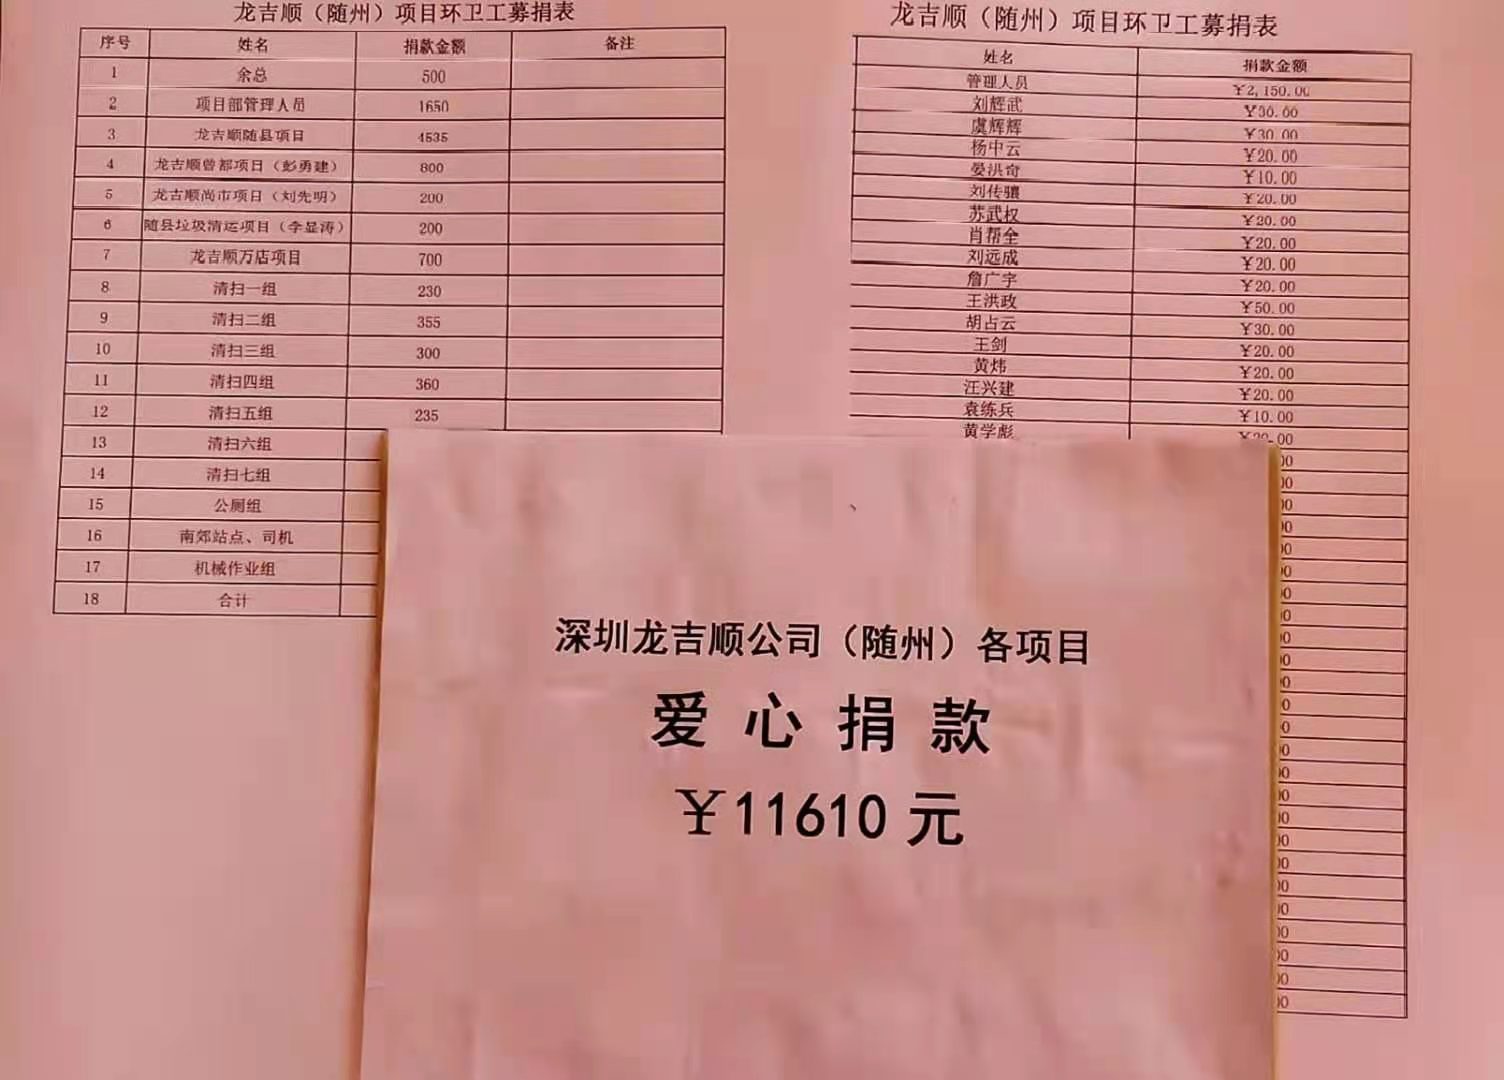 龙吉顺（随州）项目环卫工募捐表
序号 姓名 捐款金额 备注
1 余总 500
2 项目部管理人员 1650
3 龙吉顺随县项目 4535
4 龙吉顺曾都项目（彭勇建） 800
5 龙吉顺尚市项目（刘先明） 200
6 随县垃圾清运项目（李显涛） 200
7 龙吉顺万店项目 700
8 清扫一组 230
9 清扫二组 355
10 清扫三组 300
11 清扫四组 360
12 清扫五组 235
13 清扫六组
14 清扫七组
15 公厕组
16 南郊站点、司机
17 机械作业组
18 合计
龙吉顺（随州）项目环卫工募捐表
姓名 捐款金额
管理人员 ￥2,150.00
刘辉武 ￥30.00
虞辉辉 ￥30.00
杨中云 ￥20.00
晏洪奇 ￥10.00
刘传骧 ￥20.00
苏武权 ￥20.00
肖帮全 ￥20.00
刘远成 ￥20.00
詹广宇 ￥20.00
王洪政 ￥50.00
胡占云 ￥30.00
王剑 ￥20.00
黄炜 ￥20.00
汪兴建 ￥20.00
袁练兵 ￥10.00
黄学彪
深圳龙吉顺公司（随州）各项目
爱心捐款
￥11610元